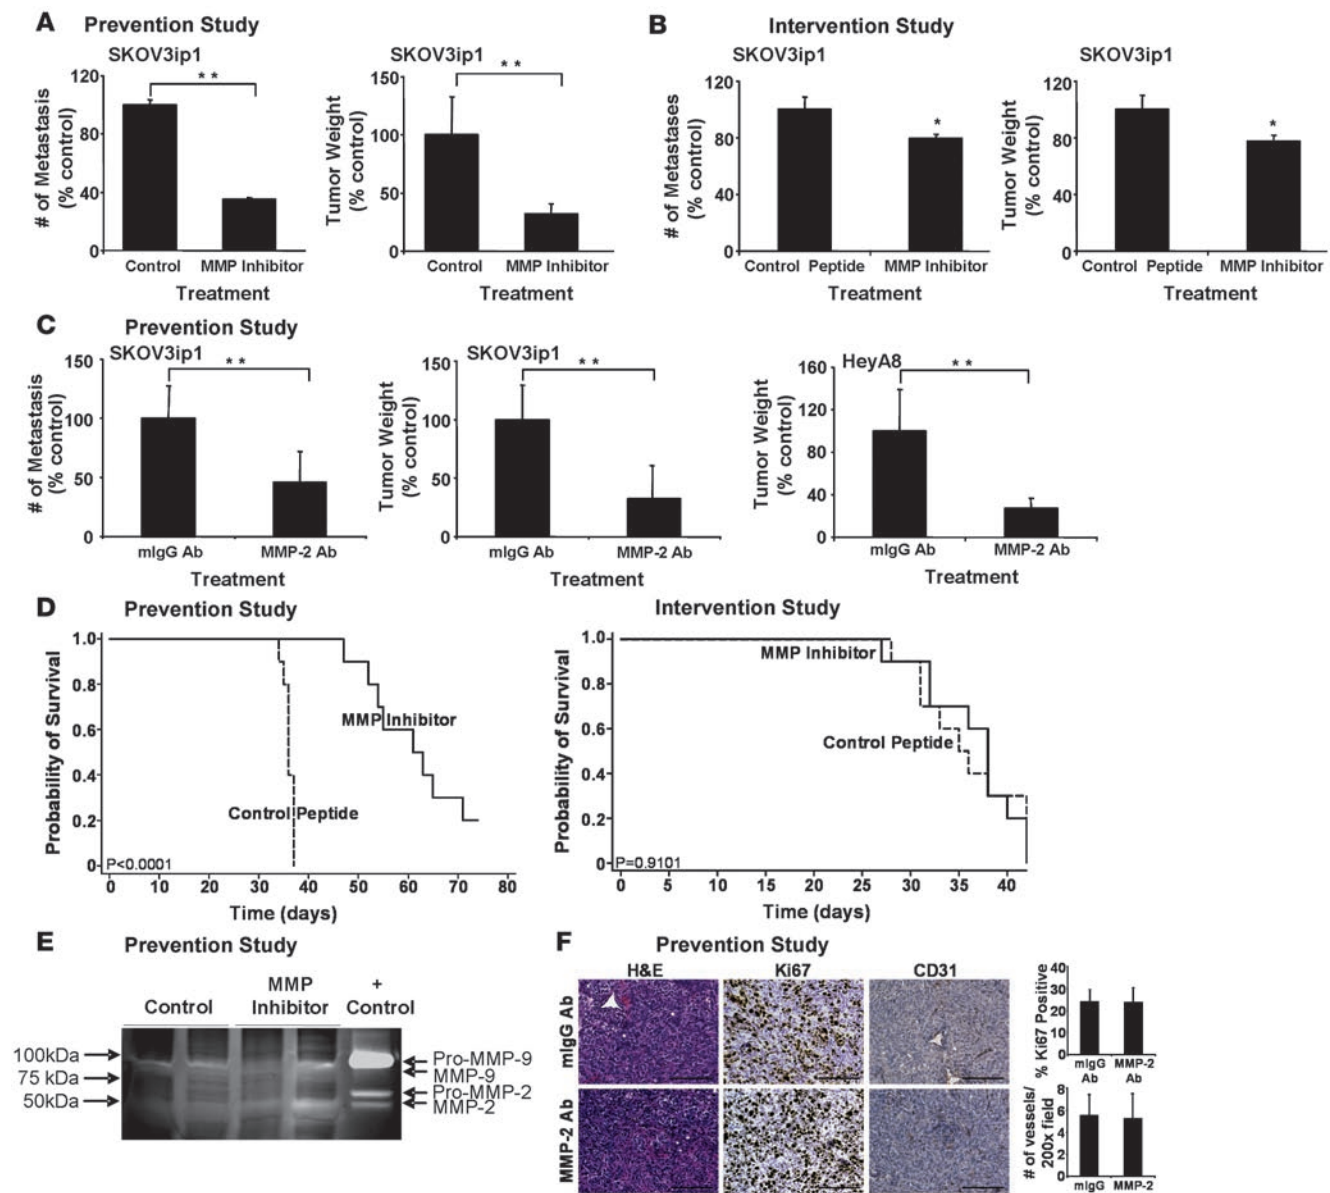 A Prevention Study
SKOV3ip1
# of Metastasis
(% control)
120
80
40
0
**
Control MMP Inhibitor
Treatment
SKOV3ip1
Tumor Weight
(% control)
150
100
50
0
**
Control MMP Inhibitor
Treatment
B Intervention Study
SKOV3ip1
# of Metastases
(% control)
120
80
40
0
*
Control Peptide MMP Inhibitor
Treatment
SKOV3ip1
Tumor Weight
(% control)
120
80
40
0
*
Control Peptide MMP Inhibitor
Treatment
C Prevention Study
SKOV3ip1
# of Metastasis
(% control)
150
100
50
0
**
mIgG Ab MMP-2 Ab
Treatment
SKOV3ip1
Tumor Weight
(% control)
150
100
50
0
**
mIgG Ab MMP-2 Ab
Treatment
HeyA8
Tumor Weight
(% control)
160
120
80
40
0
**
mIgG Ab MMP-2 Ab
Treatment
D Prevention Study
Probability of Survival
1.0
0.8
0.6
0.4
0.2
0
MMP Inhibitor
Control Peptide
P<0.0001
0 10 20 30 40 50 60 70 80
Time (days)
Intervention Study
Probability of Survival
1.0
0.8
0.6
0.4
0.2
0
MMP Inhibitor
Control Peptide
P=0.9101
0 5 10 15 20 25 30 35 40
Time (days)
E Prevention Study
Control
MMP
Inhibitor
+
Control
100kDa
75 kDa
50kDa
Pro-MMP-9
MMP-9
Pro-MMP-2
MMP-2
F Prevention Study
H&E Ki67 CD31
mIgG Ab
MMP-2 Ab
% Ki67 Positive
40
30
20
10
0
mIgG MMP-2
Ab Ab
# of vessels/
200x field
8
6
4
2
0
mIgG MMP-2